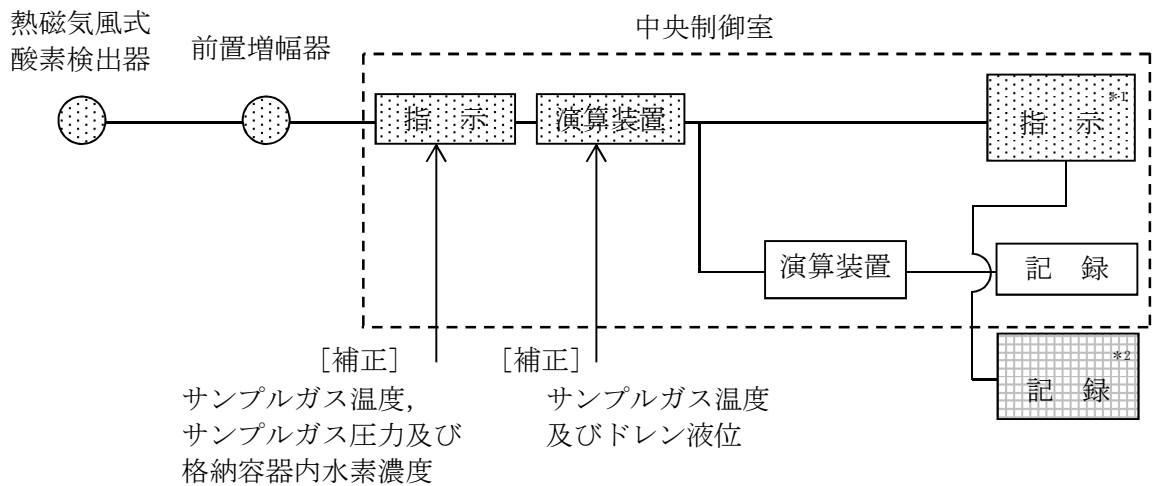 熱磁気風式
酸素検出器
前置増幅器
中央制御室
指　示
演算装置
指　示
*1
演算装置
記　録
記　録
*2
［補正］
サンプルガス温度,
サンプルガス圧力及び
格納容器内水素濃度
［補正］
サンプルガス温度
及びドレン液位